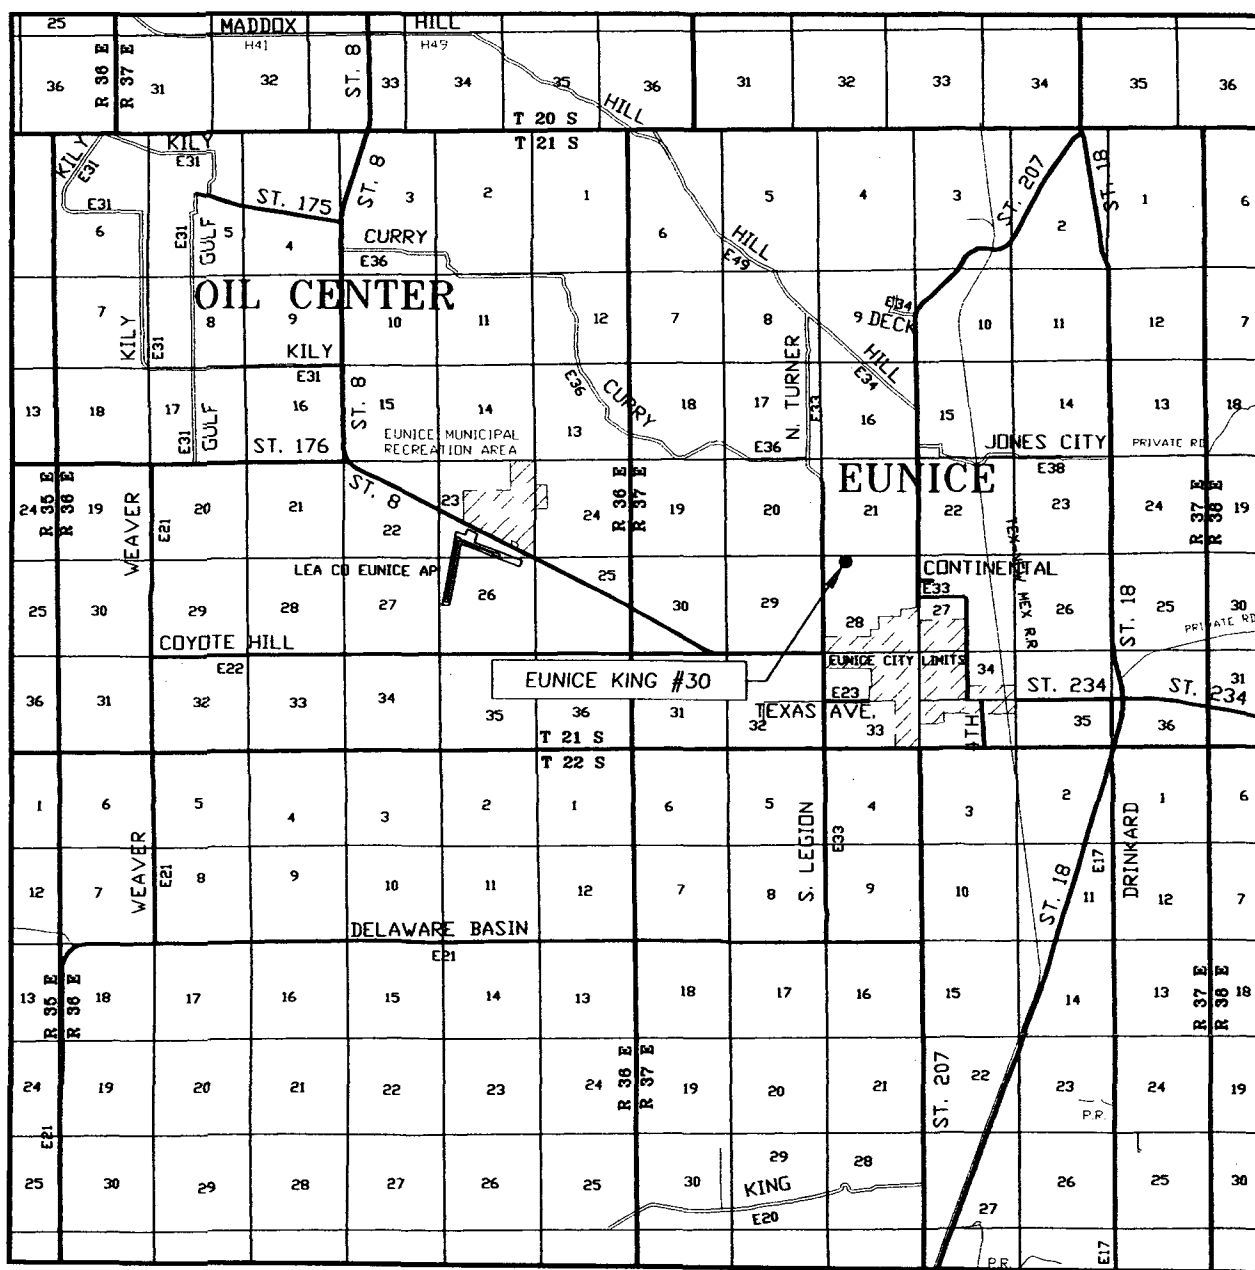 25 MADDOX HILL
H41 H49
36 R 36 E R 37 E 31 32 ST. 8 33 34 35 36 31 32 33 34 35 36
HILL
T 20 S
T 21 S
KILY KILY
E31 E31
ST. 8 3 2 1 5 4 3 ST. 207 ST. 18 1 6
E31 ST. 175
6 E31 GULF 5 4 CURRY 6 HILL 2
E36 E49
OIL CENTER
7 KILY E31 8 9 10 11 12 7 8 9 DECK E34 10 11 12 7
KILY N. TURNER HILL
E31 E36 E34
13 18 17 GULF 16 ST. 8 15 14 CURRY 18 17 E33 16 15 14 13 18
E31 ST. 176 EUNICE MUNICIPAL 13 E36 JONES CITY PRIVATE RD
RECREATION AREA E38
EUNICE
R 35 E R 36 E ST. 8 R 36 E R 37 E R 37 E R 38 E
24 19 WEAVER E21 20 21 22 23 24 19 20 21 22 23 24 19
TEX-NEW MEX R.R
LEA CO EUNICE AP 25 CONTINENTAL
E33
25 30 29 28 27 26 30 29 28 27 26 ST. 18 25 30
PRIVATE RD
COYOTE HILL
E22 EUNICE CITY LIMITS
EUNICE KING #30
34 31
36 31 32 33 34 35 36 31 E23 ST. 234 ST. 234
TEXAS AVE.
32 33 4TH 35 36
T 21 S
T 22 S
1 6 5 4 3 2 1 6 5 S. LEGION 4 3 2 1 6
E33 DRINKARD
12 7 WEAVER E21 8 9 10 11 12 7 8 9 10 ST. 18 11 E17 12 7
DELAWARE BASIN
E21
R 35 E R 36 E R 37 E R 38 E
13 18 17 16 15 14 13 18 17 16 15 14 13 18
R 36 E R 37 E
24 19 20 21 22 23 24 19 20 21 ST. 207 22 23 24 19
E21 P.R.
25 30 29 28 27 26 25 30 29 28 26 25 30
KING
E20 27
P.R. E17